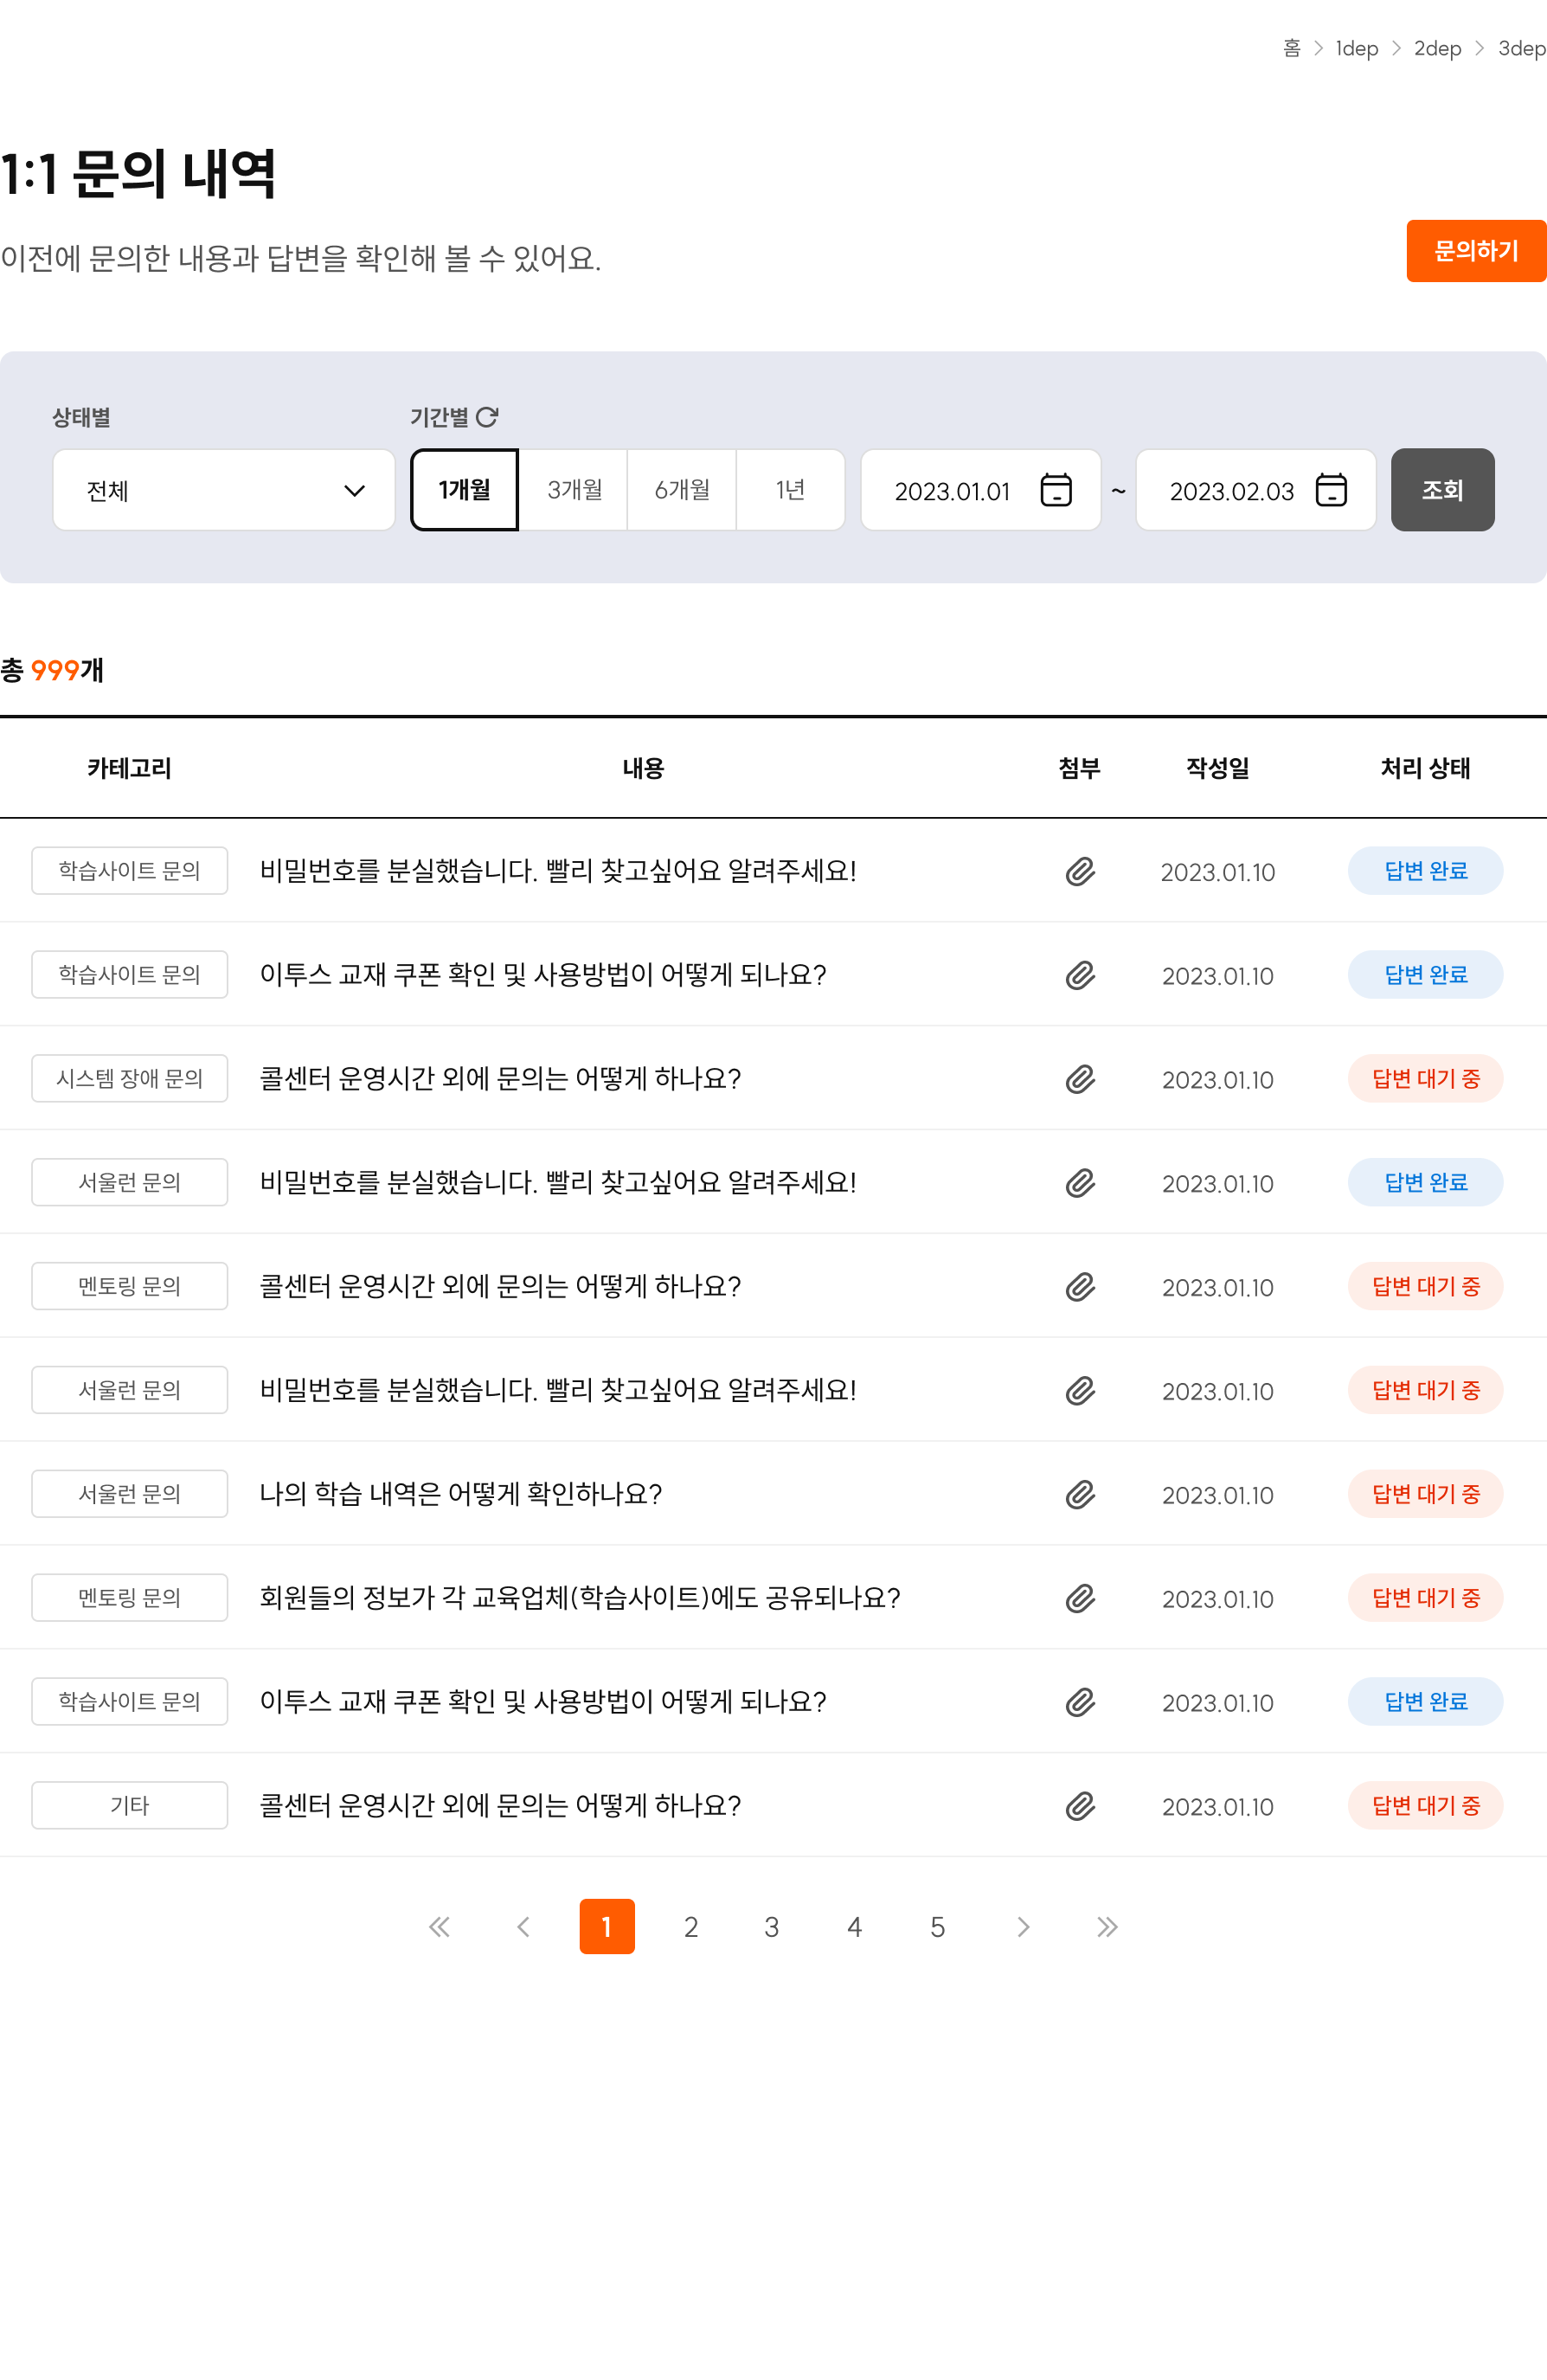 홈 > 1dep > 2dep > 3dep
1:1 문의 내역
이전에 문의한 내용과 답변을 확인해 볼 수 있어요.
문의하기
상태별 기간별
전체 1개월 3개월 6개월 1년 2023.01.01 ~ 2023.02.03 조회
총 999개
카테고리 내용 첨부 작성일 처리 상태
학습사이트 문의 비밀번호를 분실했습니다. 빨리 찾고싶어요 알려주세요! 2023.01.10 답변 완료
학습사이트 문의 이투스 교재 쿠폰 확인 및 사용방법이 어떻게 되나요? 2023.01.10 답변 완료
시스템 장애 문의 콜센터 운영시간 외에 문의는 어떻게 하나요? 2023.01.10 답변 대기 중
서울런 문의 비밀번호를 분실했습니다. 빨리 찾고싶어요 알려주세요! 2023.01.10 답변 완료
멘토링 문의 콜센터 운영시간 외에 문의는 어떻게 하나요? 2023.01.10 답변 대기 중
서울런 문의 비밀번호를 분실했습니다. 빨리 찾고싶어요 알려주세요! 2023.01.10 답변 대기 중
서울런 문의 나의 학습 내역은 어떻게 확인하나요? 2023.01.10 답변 대기 중
멘토링 문의 회원들의 정보가 각 교육업체(학습사이트)에도 공유되나요? 2023.01.10 답변 대기 중
학습사이트 문의 이투스 교재 쿠폰 확인 및 사용방법이 어떻게 되나요? 2023.01.10 답변 완료
기타 콜센터 운영시간 외에 문의는 어떻게 하나요? 2023.01.10 답변 대기 중
1 2 3 4 5